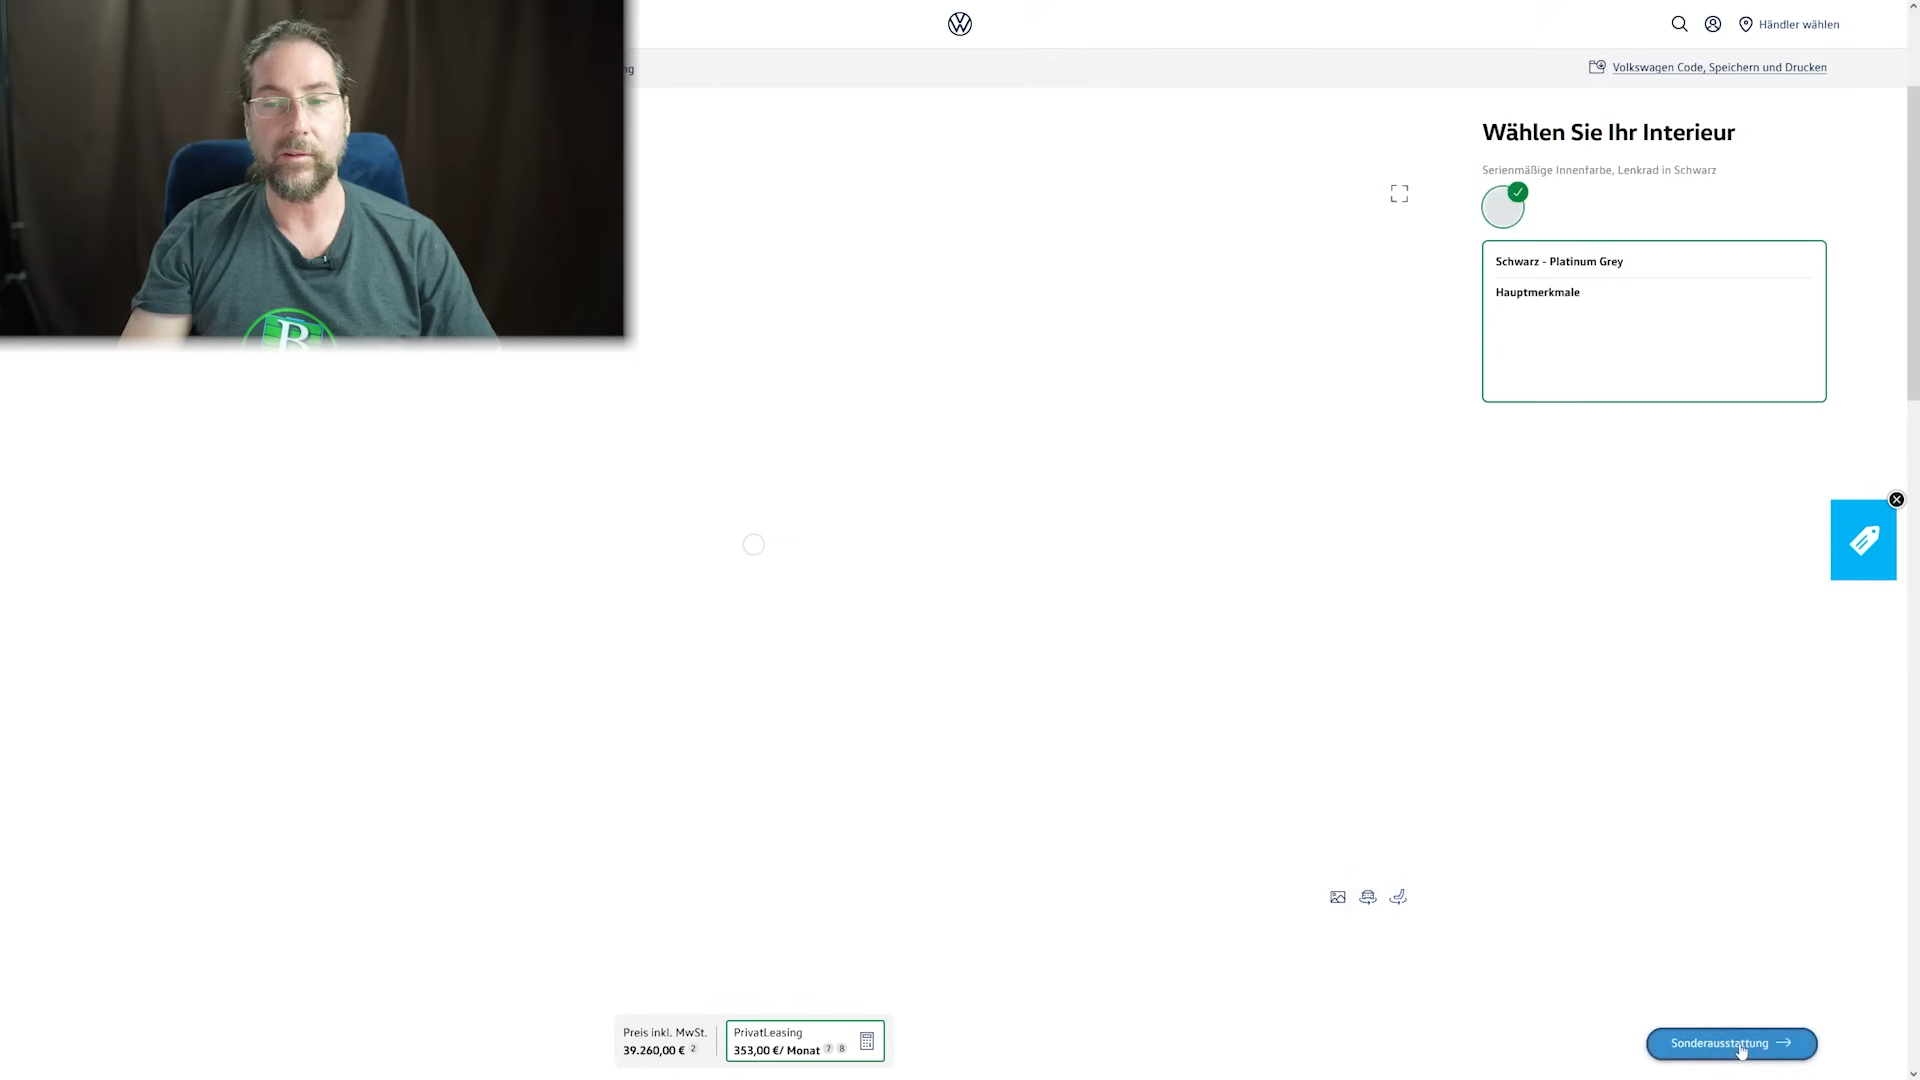 Händler wählen
ng
Volkswagen Code, Speichern und Drucken
Wählen Sie Ihr Interieur
Serienmäßige Innenfarbe, Lenkrad in Schwarz
Schwarz - Platinum Grey
Hauptmerkmale
B
Preis inkl. MwSt.
39.260,00 € 2
PrivatLeasing
353,00 €/ Monat 7 8
Sonderausstattung